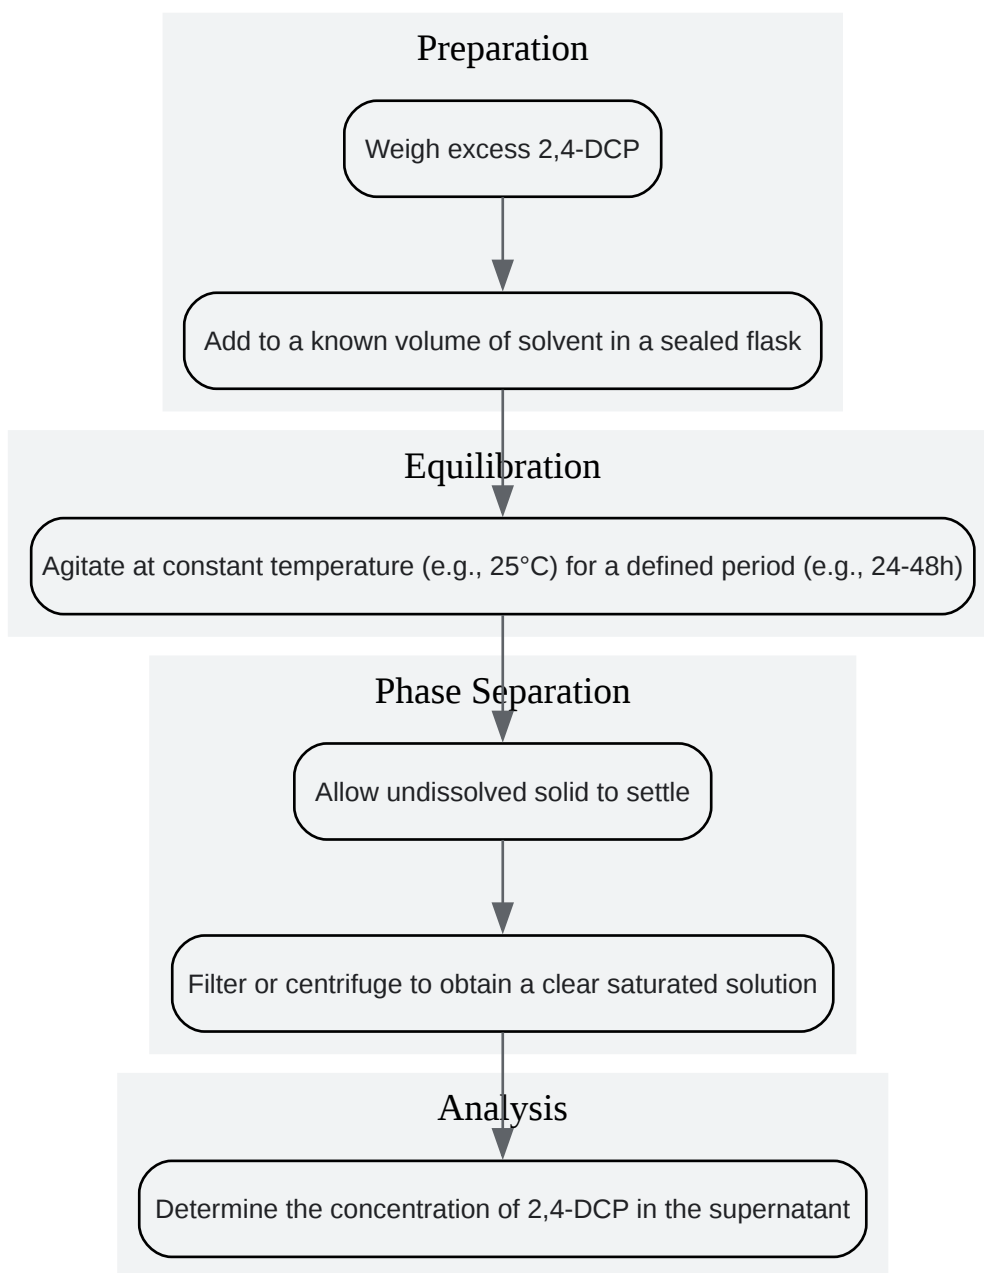 Preparation
Weigh excess 2,4-DCP
Add to a known volume of solvent in a sealed flask
Equilibration
Agitate at constant temperature (e.g., 25°C) for a defined period (e.g., 24-48h)
Phase Separation
Allow undissolved solid to settle
Filter or centrifuge to obtain a clear saturated solution
Analysis
Determine the concentration of 2,4-DCP in the supernatant